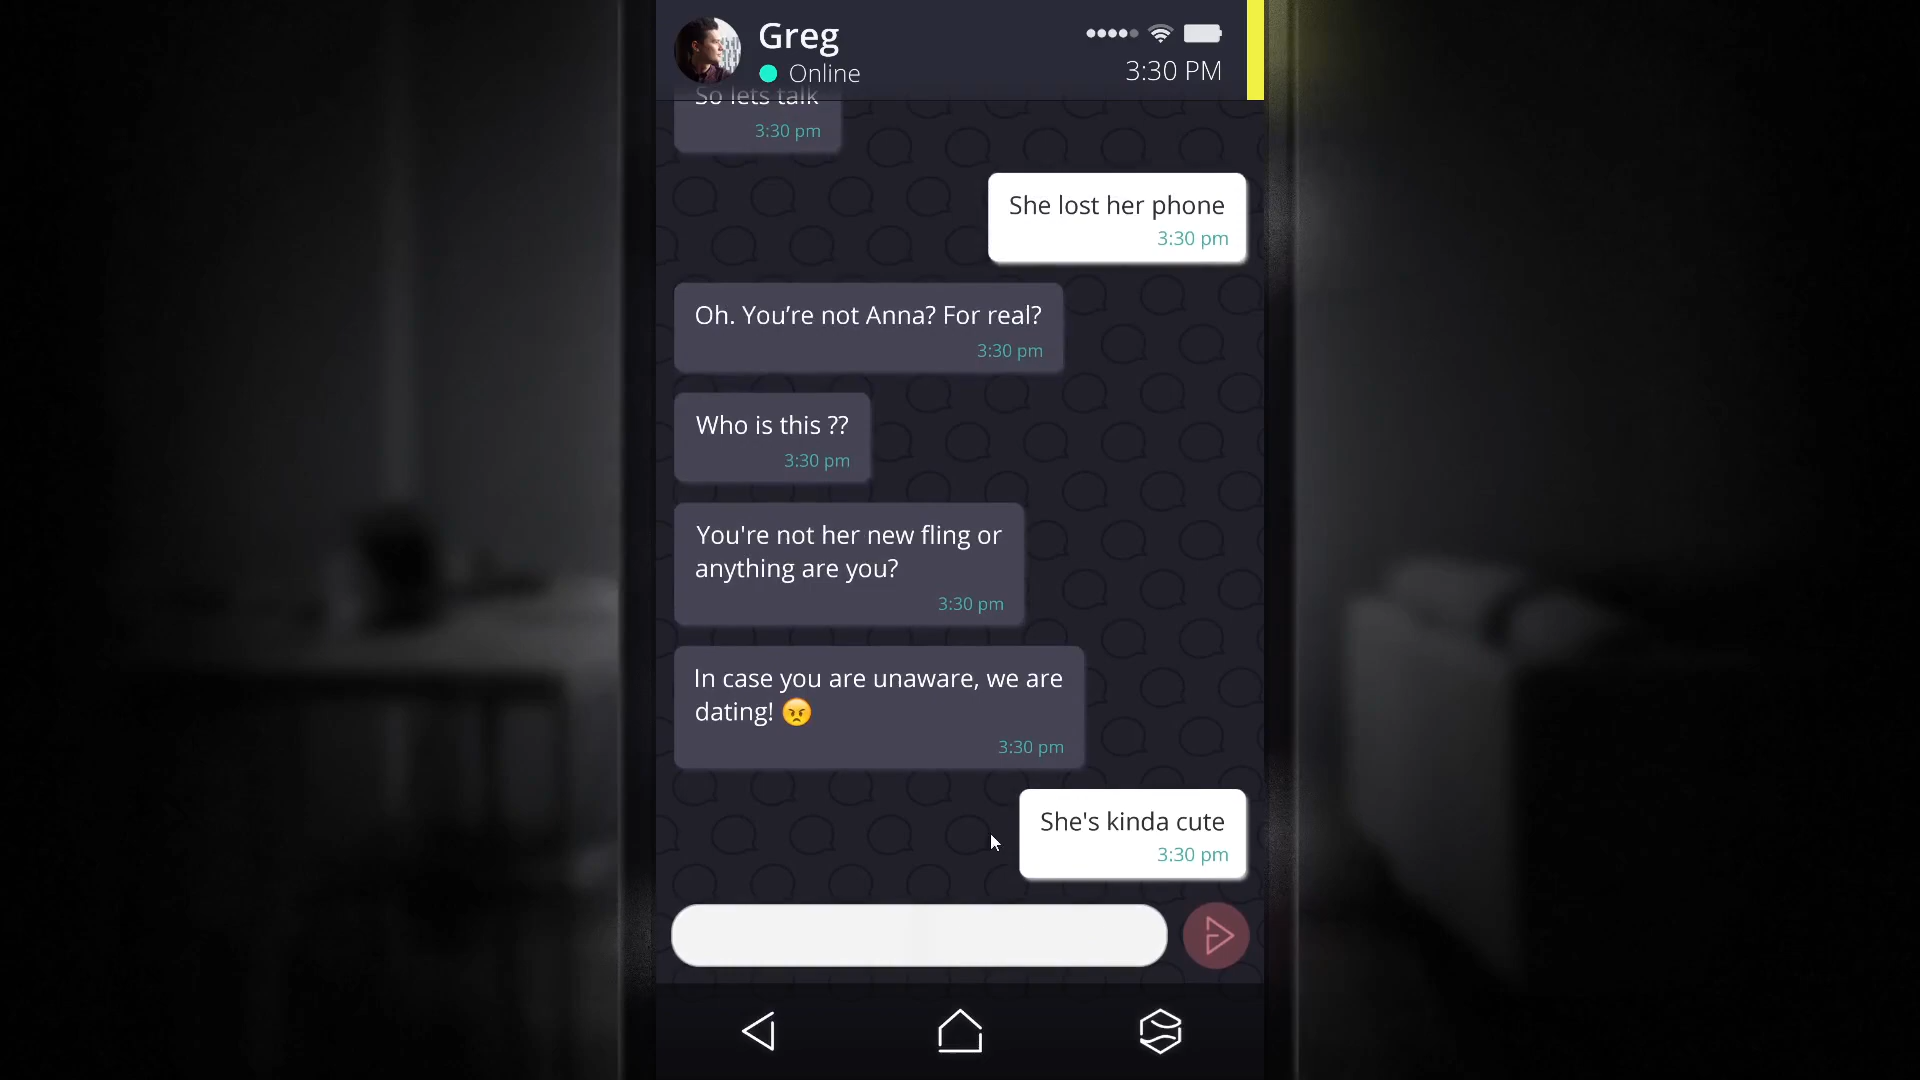 Greg
Online
3:30 PM
So lets talk
3:30 pm
She lost her phone
3:30 pm
Oh. You’re not Anna? For real?
3:30 pm
Who is this ??
3:30 pm
You're not her new fling or
anything are you?
3:30 pm
In case you are unaware, we are
dating! 😠
3:30 pm
She's kinda cute
3:30 pm